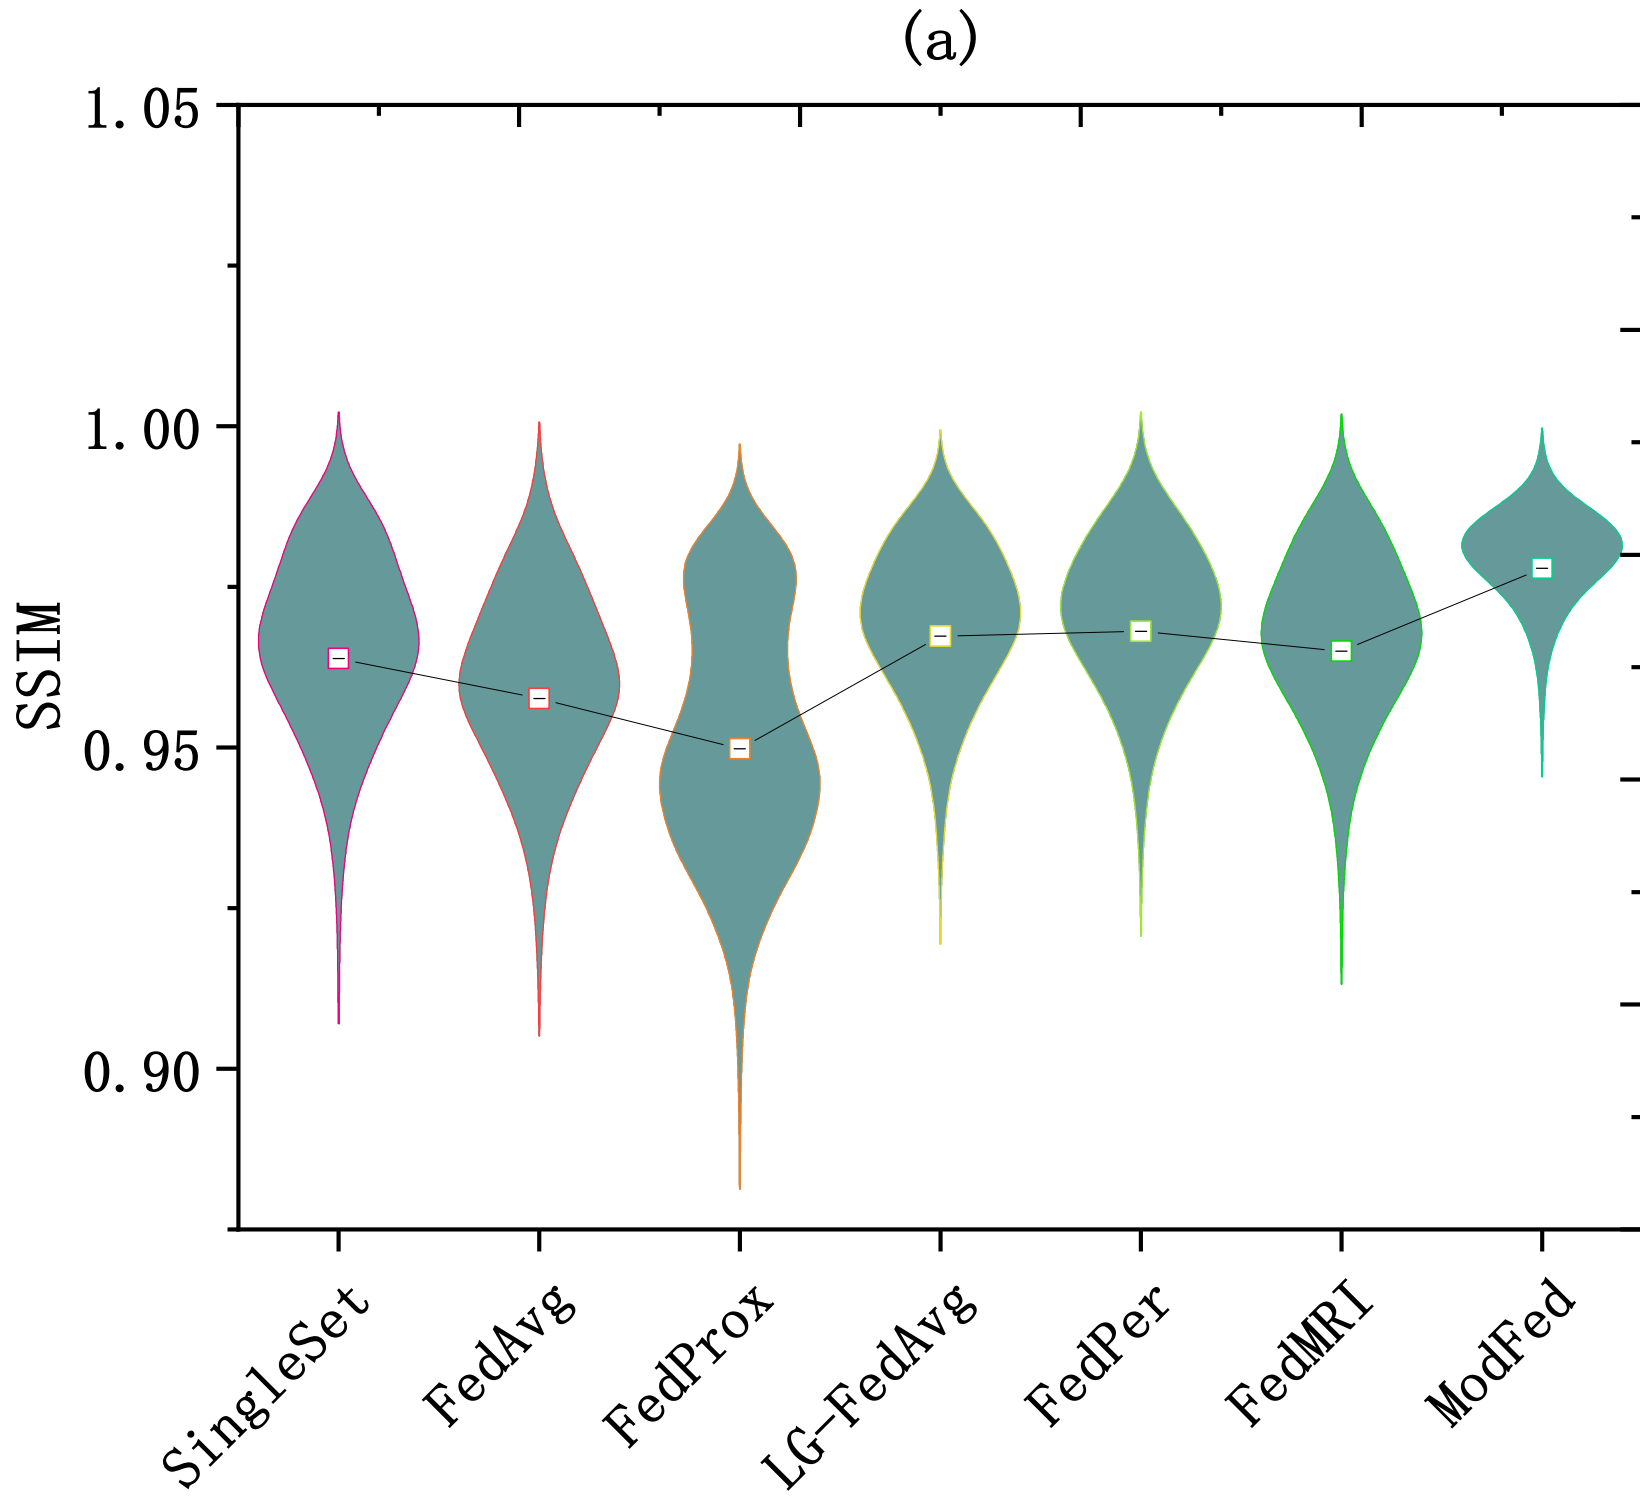 (a)
1.05
1.00
0.95
0.90
SSIM
SingleSet
FedAvg
FedProx
LG-FedAvg
FedPer
FedMRI
ModFed